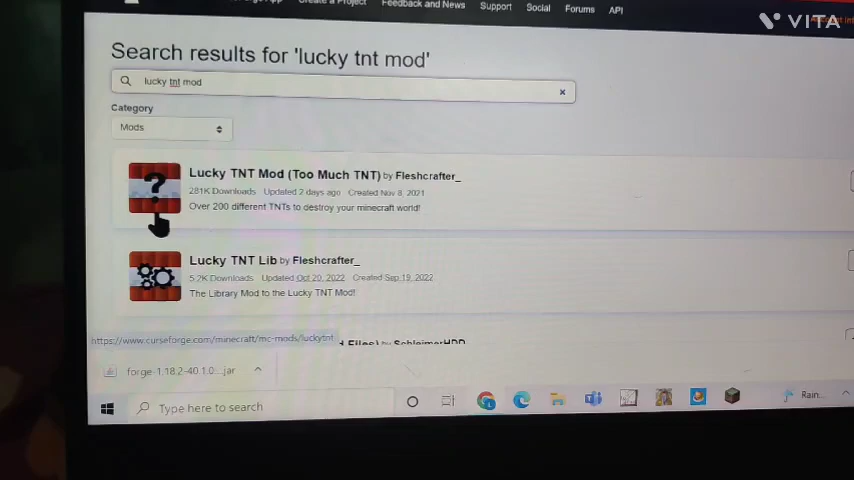 Create a Project Feedback and News Support Social Forums API
VITA
Search results for 'lucky tnt mod'
lucky tnt mod
Category
Mods
Lucky TNT Mod (Too Much TNT) by Fleshcrafter_
281K Downloads Updated 2 days ago Created Nov 8, 2021
Over 200 different TNTs to destroy your minecraft world!
Lucky TNT Lib by Fleshcrafter_
5.2K Downloads Updated Oct 20, 2022 Created Sep 19, 2022
The Library Mod to the Lucky TNT Mod!
https://www.curseforge.com/minecraft/mc-mods/luckytnt
forge-1.18.2-40.1.0....jar
Type here to search
Rain...